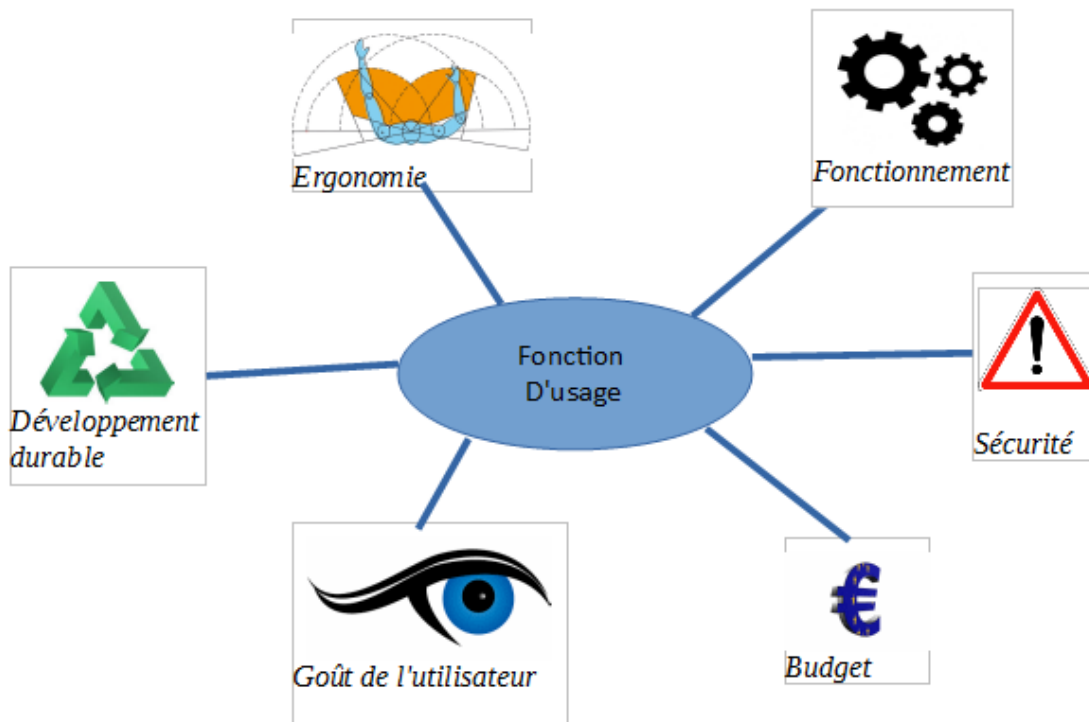 Ergonomie
Fonctionnement
Développement
durable
Fonction
D'usage
Sécurité
Goût de l'utilisateur
Budget